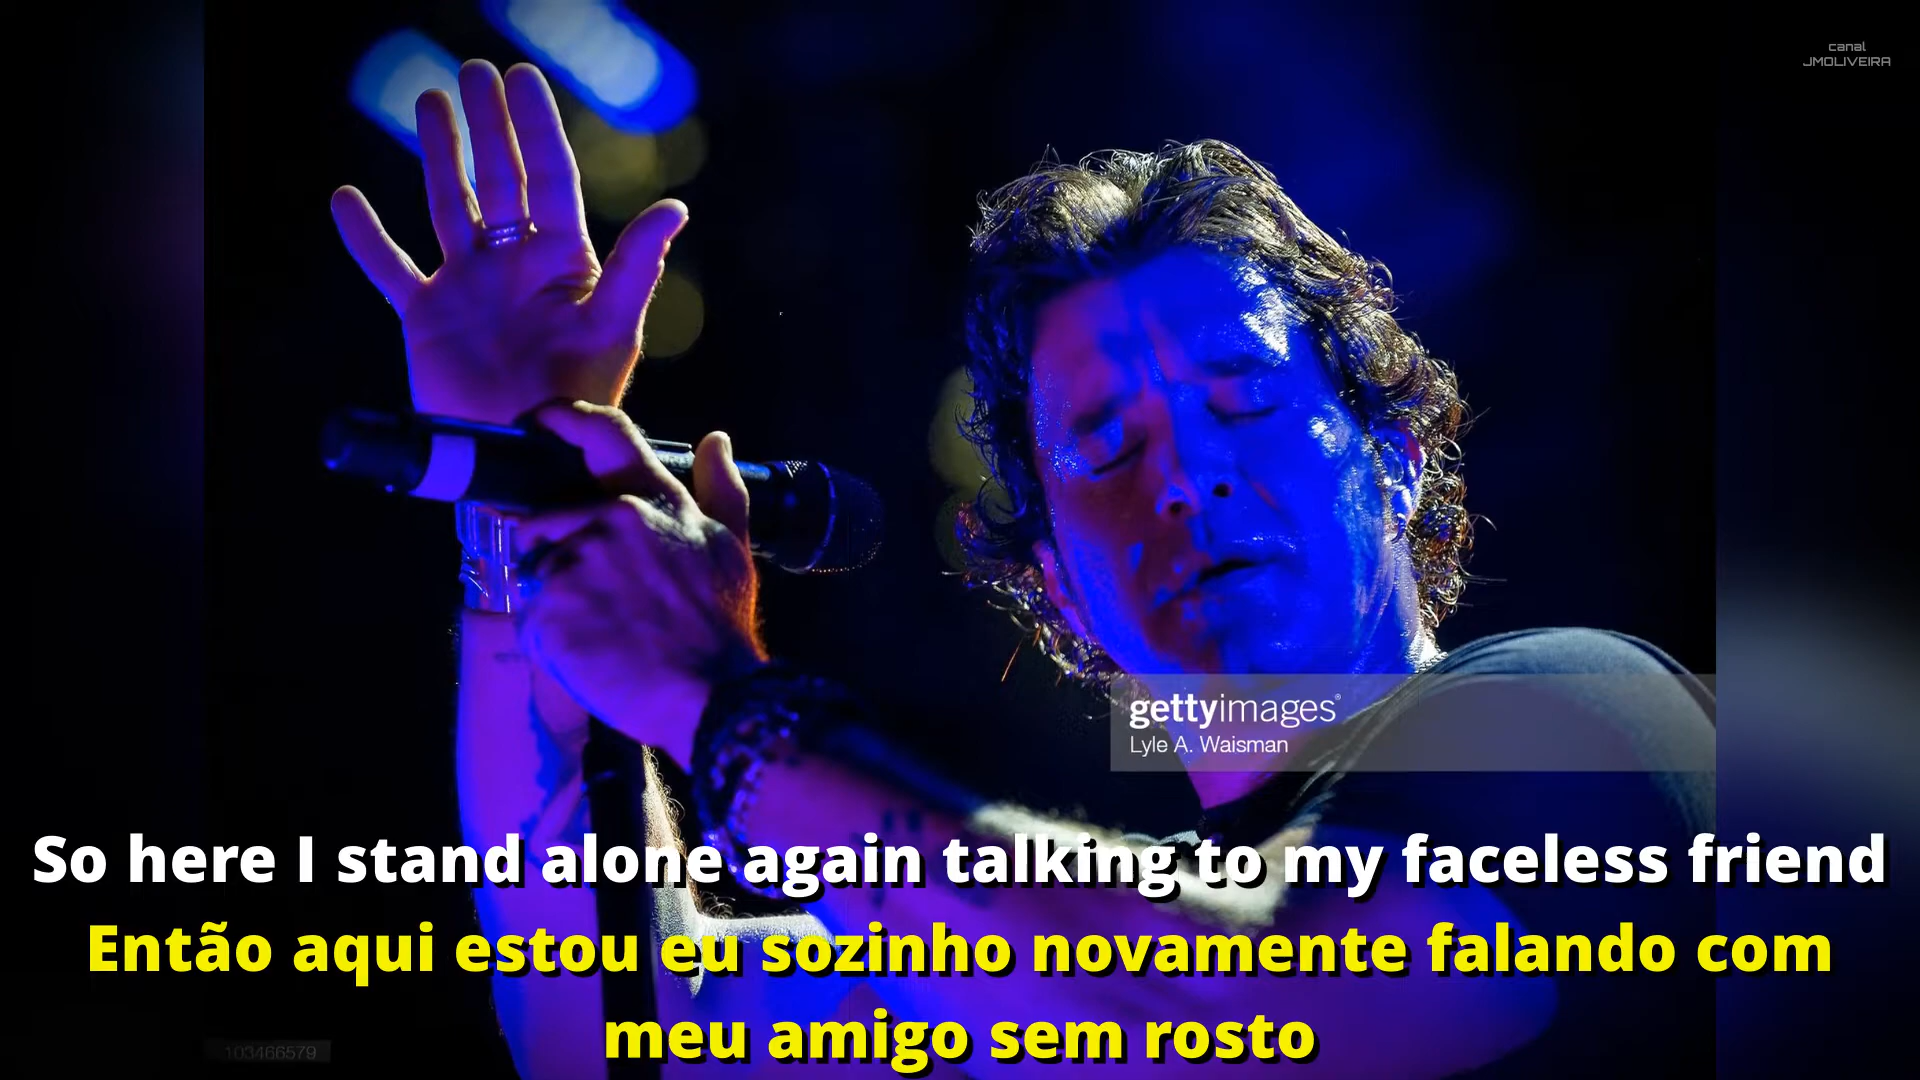 canal
JMOLIVEIRA
gettyimages®
Lyle A. Waisman
So here I stand alone again talking to my faceless friend
Então aqui estou eu sozinho novamente falando com
meu amigo sem rosto
103466579